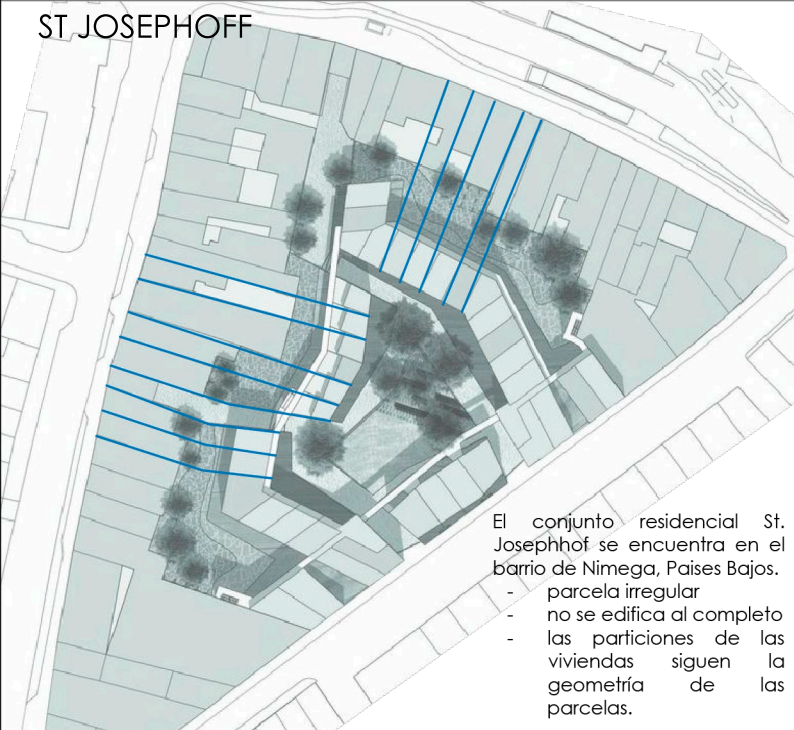 ST JOSEPHOFF
El conjunto residencial St.
Josephhof se encuentra en el
barrio de Nimega, Paises Bajos.
- parcela irregular
- no se edifica al completo
- las particiones de las
viviendas siguen la
geometría de las
parcelas.